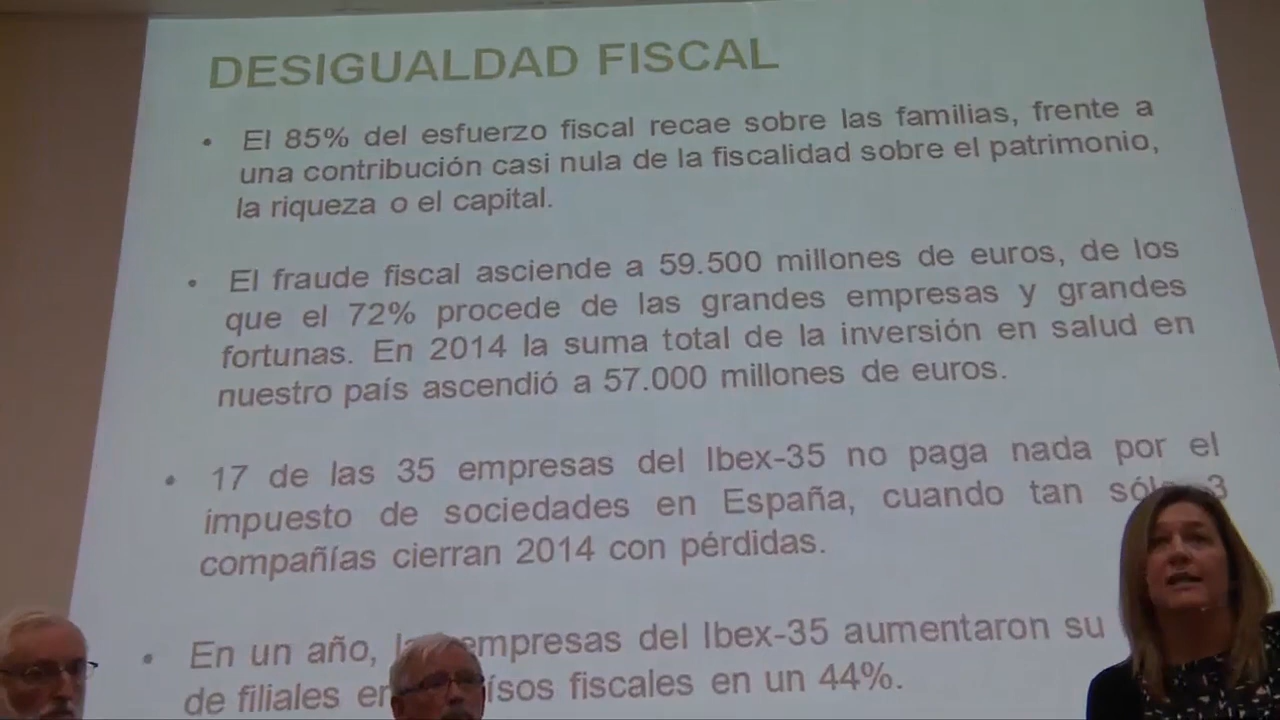 DESIGUALDAD FISCAL
• El 85% del esfuerzo fiscal recae sobre las familias, frente a
una contribución casi nula de la fiscalidad sobre el patrimonio,
la riqueza o el capital.
• El fraude fiscal asciende a 59.500 millones de euros, de los
que el 72% procede de las grandes empresas y grandes
fortunas. En 2014 la suma total de la inversión en salud en
nuestro país ascendió a 57.000 millones de euros.
• 17 de las 35 empresas del Ibex-35 no paga nada por el
impuesto de sociedades en España, cuando tan 3
compañías cierran 2014 con pérdidas.
• En un año, empresas del Ibex-35 aumentaron su
de filiales fiscales en un 44%.